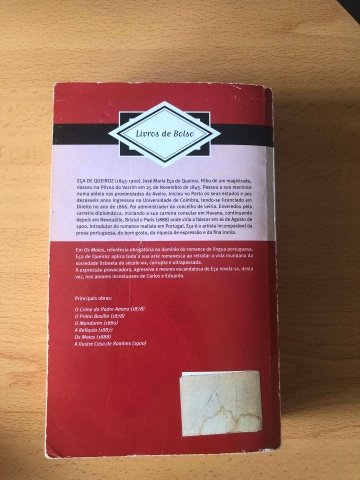 Livros de Bolso
EÇA DE QUEIROZ (1845-1900). José Maria Eça de Queiroz. Filho de um magistrado,
nasceu na Póvoa do Varzim em 25 de Novembro de 1845. Passou a sua meninice
numa aldeia nas proximidades de Aveiro, iniciou no Porto os seus estudos e aos
dezasseis anos ingressou na Universidade de Coimbra, tendo-se licenciado em
Direito no ano de 1866. Foi administrador do concelho de Leiria. Enveredou pela
carreira diplomática, iniciando a sua carreira consular em Havana, continuando
depois em Newcastle, Bristol e Paris (1888) onde viria a falecer em 16 de Agosto de
1900. Introdutor do romance realista em Portugal, Eça é o artista incomparável da
prosa portuguesa, do bom gosto, da riqueza de expressão e da fina ironia.
Em Os Maias, referência obrigatória no domínio do romance de língua portuguesa,
Eça de Queiroz aplica toda a sua arte romanesca ao retratar a vida mundana da
sociedade lisboeta do século XIX, corrupta e ultrapassada.
A expressão provocadora, agressiva e mesmo escandalosa de Eça revela-se, desta
vez, nos amores incestuosos de Carlos e Eduarda.
Principais obras:
O Crime do Padre Amaro (1876)
O Primo Basílio (1878)
O Mandarim (1880)
A Relíquia (1887)
Os Maias (1888)
A Ilustre Casa de Ramires (1900)